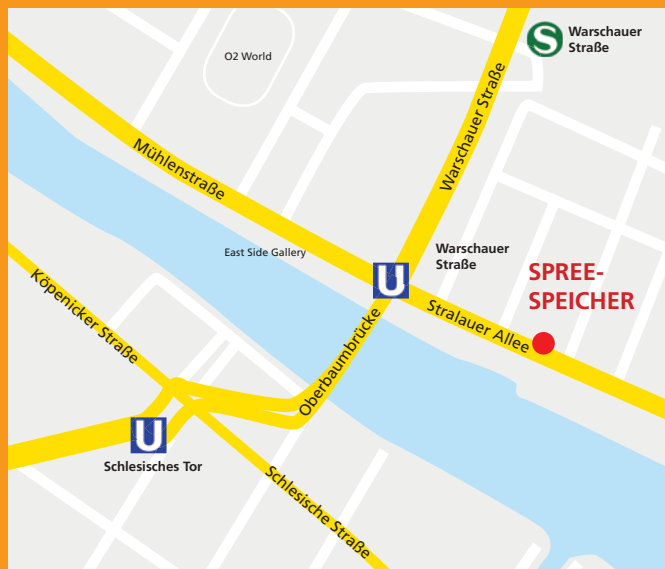 S
Warschauer
Straße
O2 World
Warschauer Straße
Mühlenstraße
East Side Gallery
Warschauer
Straße
U
SPREE-
SPEICHER
Stralauer Allee
Köpenicker Straße
Oberbaumbrücke
U
Schlesisches Tor
Schlesische Straße